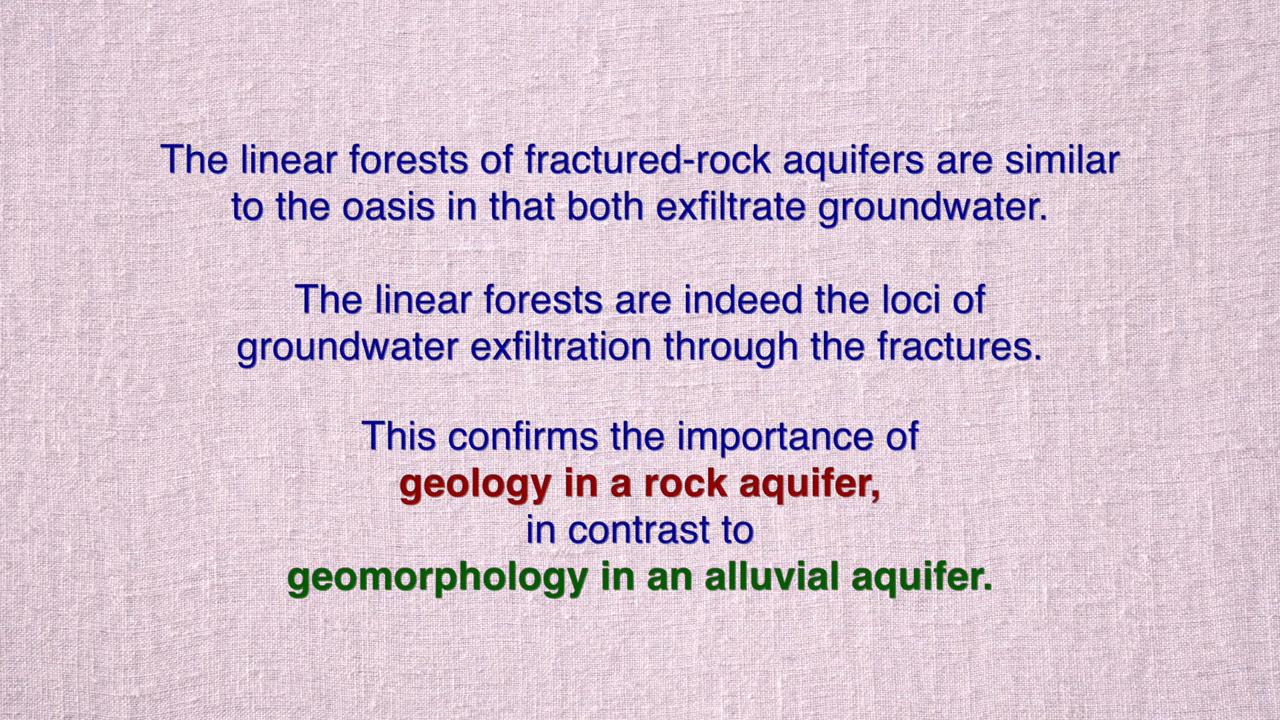 The linear forests of fractured-rock aquifers are similar
to the oasis in that both exfiltrate groundwater.
The linear forests are indeed the loci of
groundwater exfiltration through the fractures.
This confirms the importance of
geology in a rock aquifer,
in contrast to
geomorphology in an alluvial aquifer.